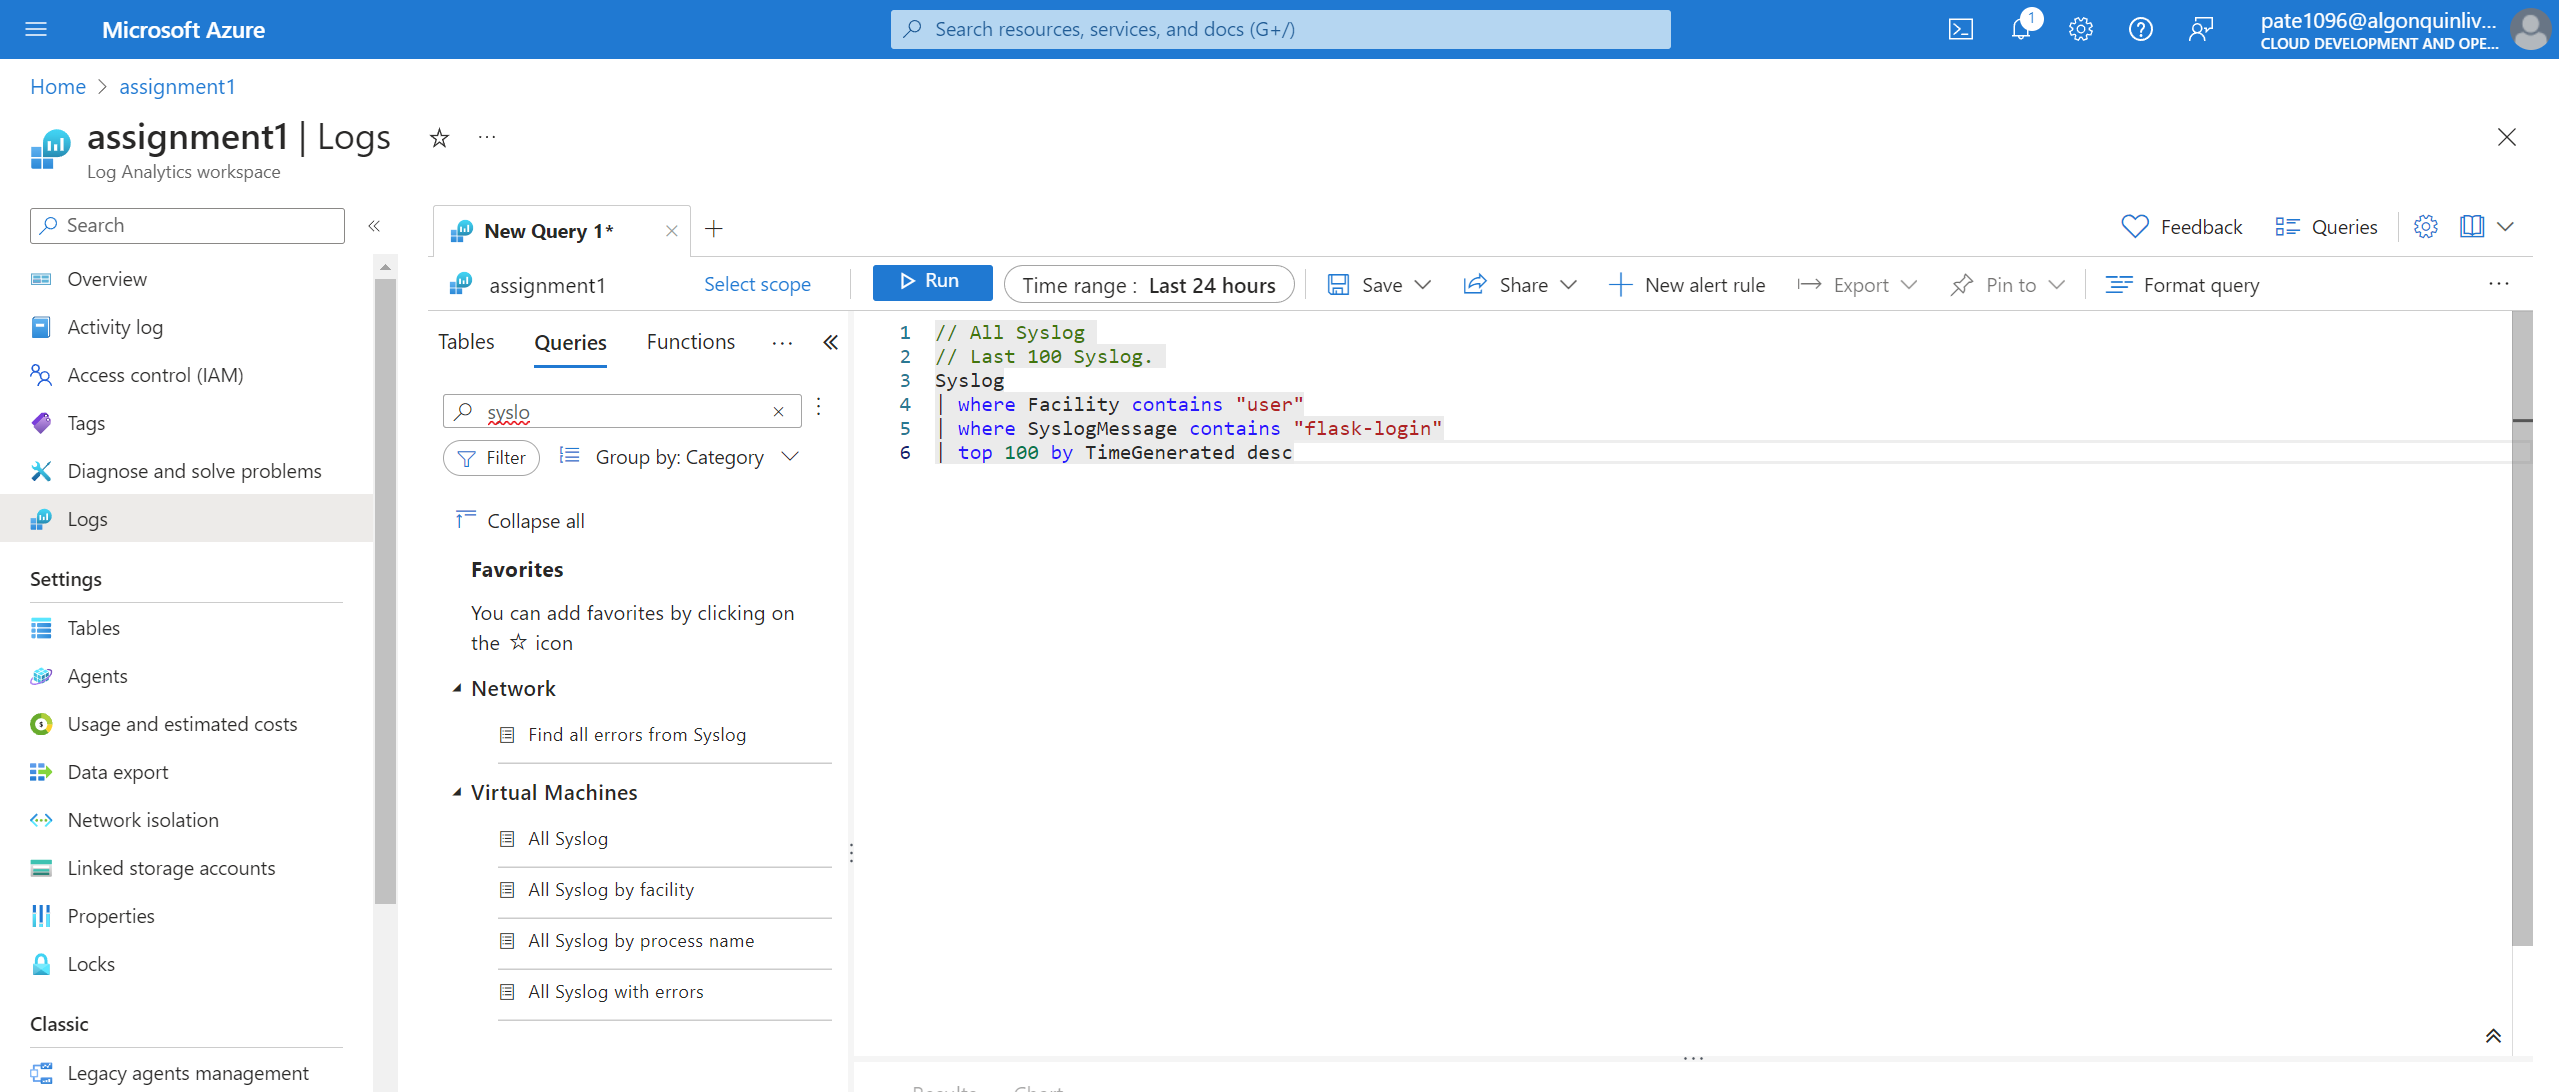 Microsoft Azure
Search resources, services, and docs (G+/)
1
pate1096@algonquinliv...
CLOUD DEVELOPMENT AND OPE...
Home > assignment1
assignment1 | Logs
Log Analytics workspace
Search
Overview
Activity log
Access control (IAM)
Tags
Diagnose and solve problems
Logs
Settings
Tables
Agents
Usage and estimated costs
Data export
Network isolation
Linked storage accounts
Properties
Locks
Classic
Legacy agents management
New Query 1*
Feedback
Queries
assignment1
Select scope
Run
Time range : Last 24 hours
Save
Share
New alert rule
Export
Pin to
Format query
Tables
Queries
Functions
syslo
Filter
Group by: Category
Collapse all
Favorites
You can add favorites by clicking on
the ☆ icon
Network
Find all errors from Syslog
Virtual Machines
All Syslog
All Syslog by facility
All Syslog by process name
All Syslog with errors
1 // All Syslog
2 // Last 100 Syslog.
3 Syslog
4 | where Facility contains "user"
5 | where SyslogMessage contains "flask-login"
6 | top 100 by TimeGenerated desc
Results Chart